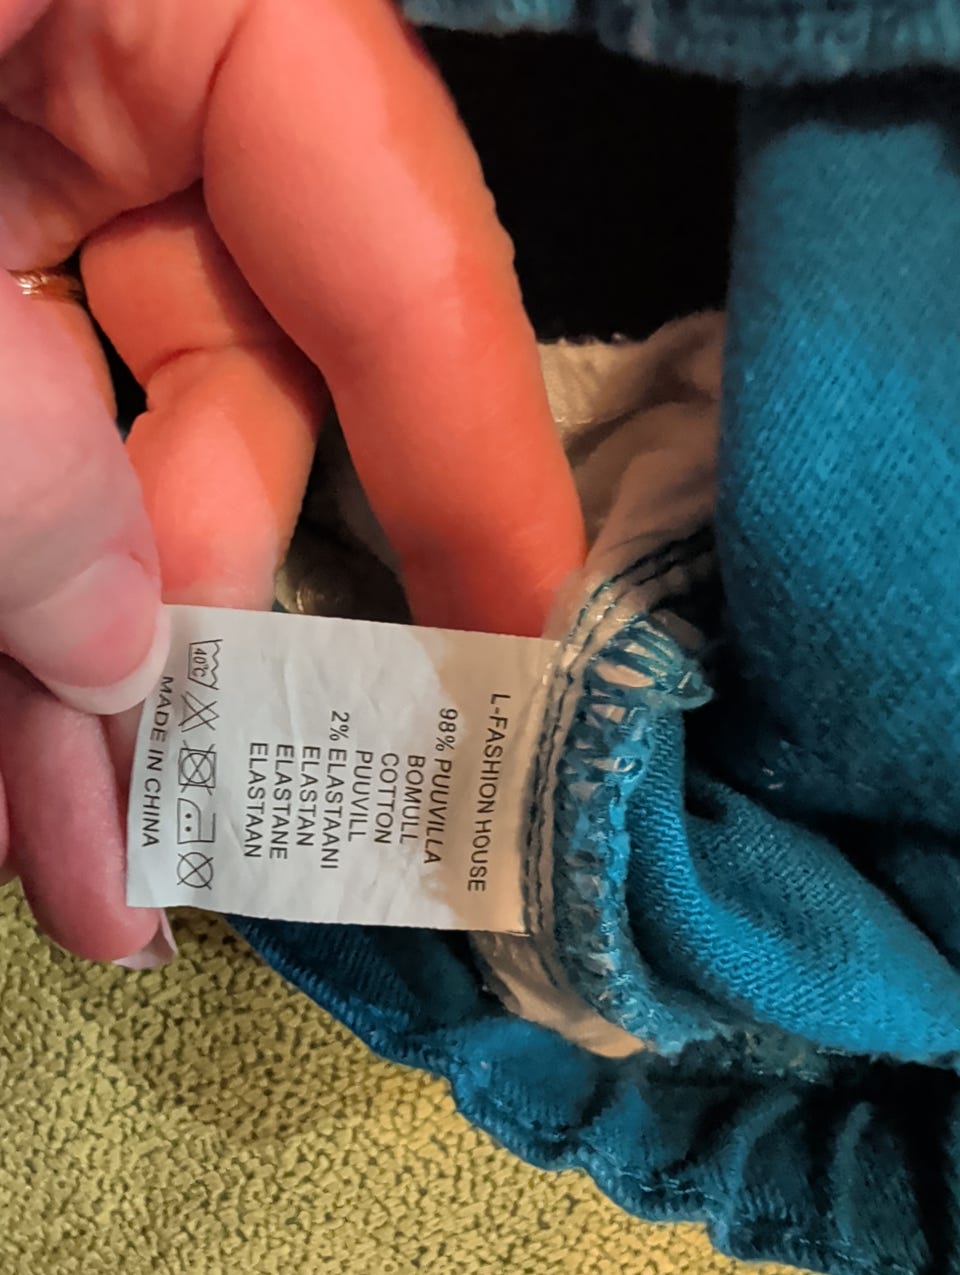 L-FASHION HOUSE
98% PUUVILLA
BOMULL
COTTON
PUUVILL
2% ELASTAANI
ELASTAN
ELASTANE
ELASTAAN
40°C
MADE IN CHINA